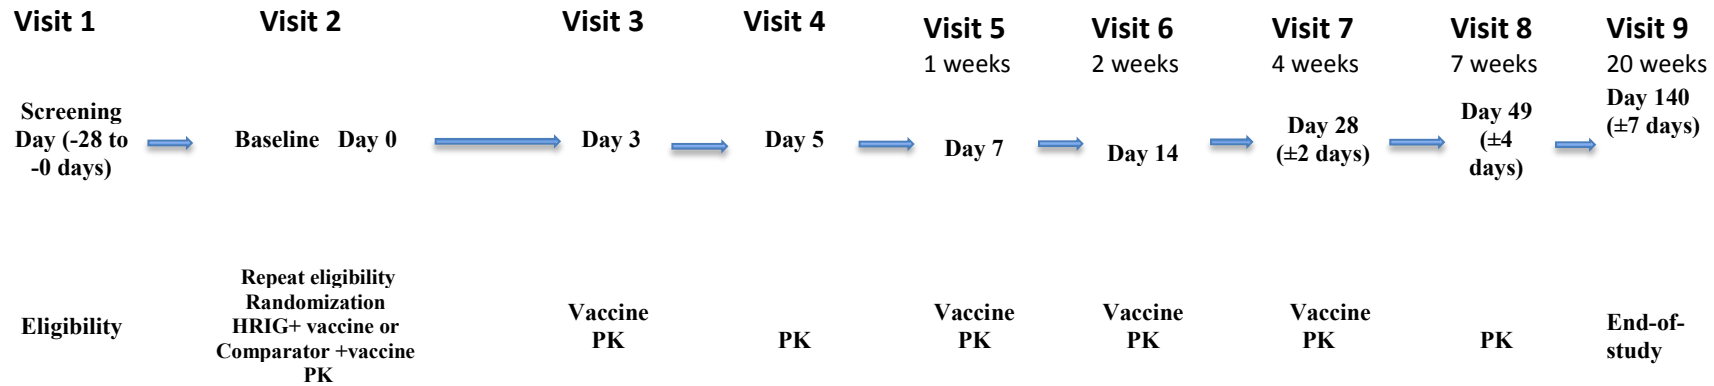 Visit 1
Visit 2
Visit 3
Visit 4
Visit 5
Visit 6
Visit 7
Visit 8
Visit 9
1 weeks
2 weeks
4 weeks
7 weeks
20 weeks
Screening
Day (-28 to
-0 days)
Baseline Day 0
Day 3
Day 5
Day 7
Day 14
Day 28
(±2 days)
Day 49
(±4
days)
Day 140
(±7 days)
Eligibility
Repeat eligibility
Randomization
HRIG+ vaccine or
Comparator +vaccine
PK
Vaccine
PK
PK
Vaccine
PK
Vaccine
PK
Vaccine
PK
PK
End-of-
study